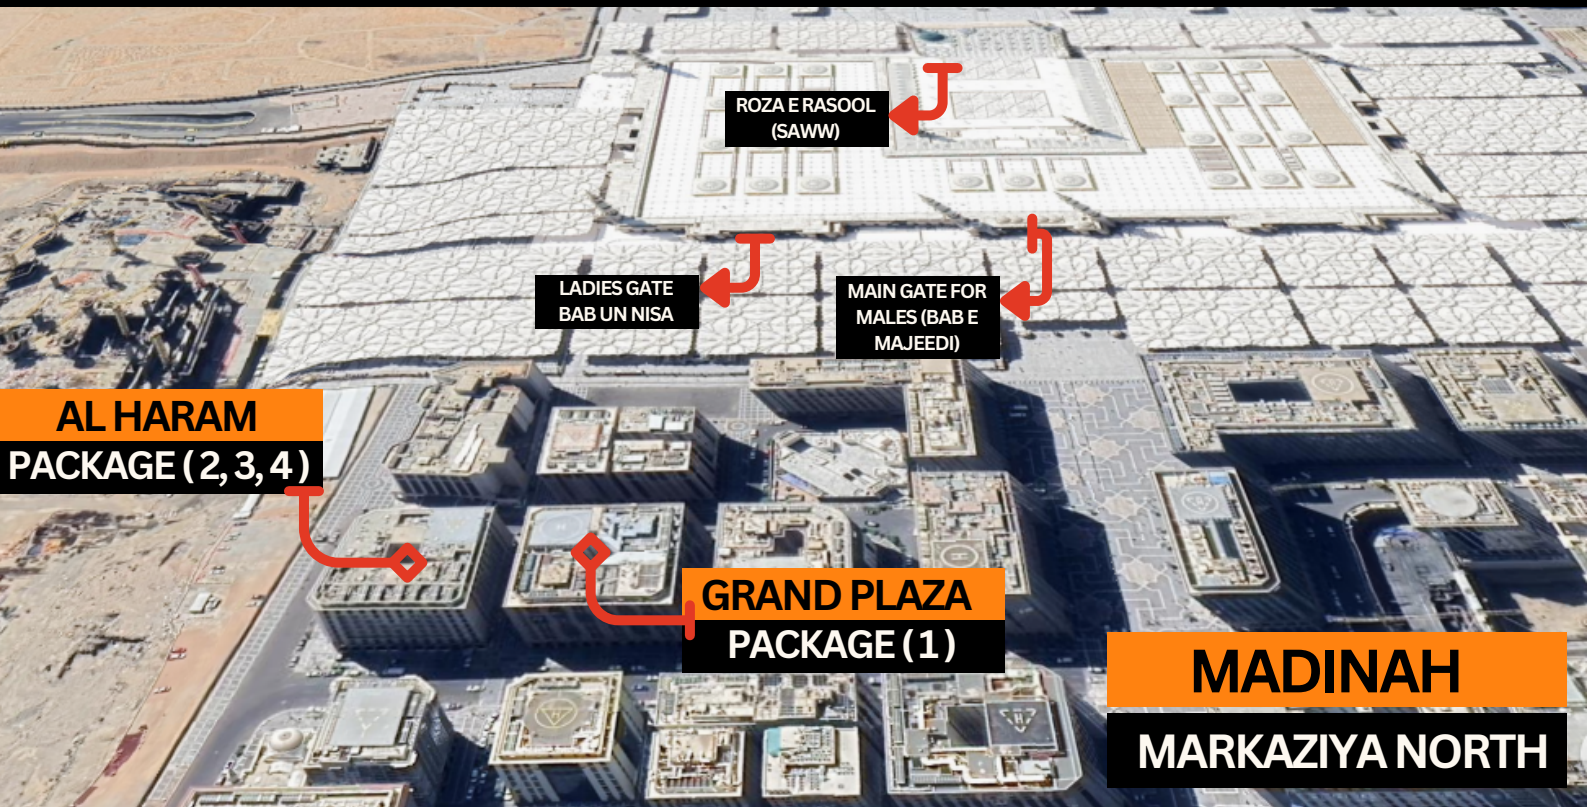 ROZA E RASOOL
(SAWW)
LADIES GATE
BAB UN NISA
MAIN GATE FOR
MALES (BAB E
MAJEEDI)
AL HARAM
PACKAGE ( 2, 3, 4 )
GRAND PLAZA
PACKAGE ( 1 )
MADINAH
MARKAZIYA NORTH